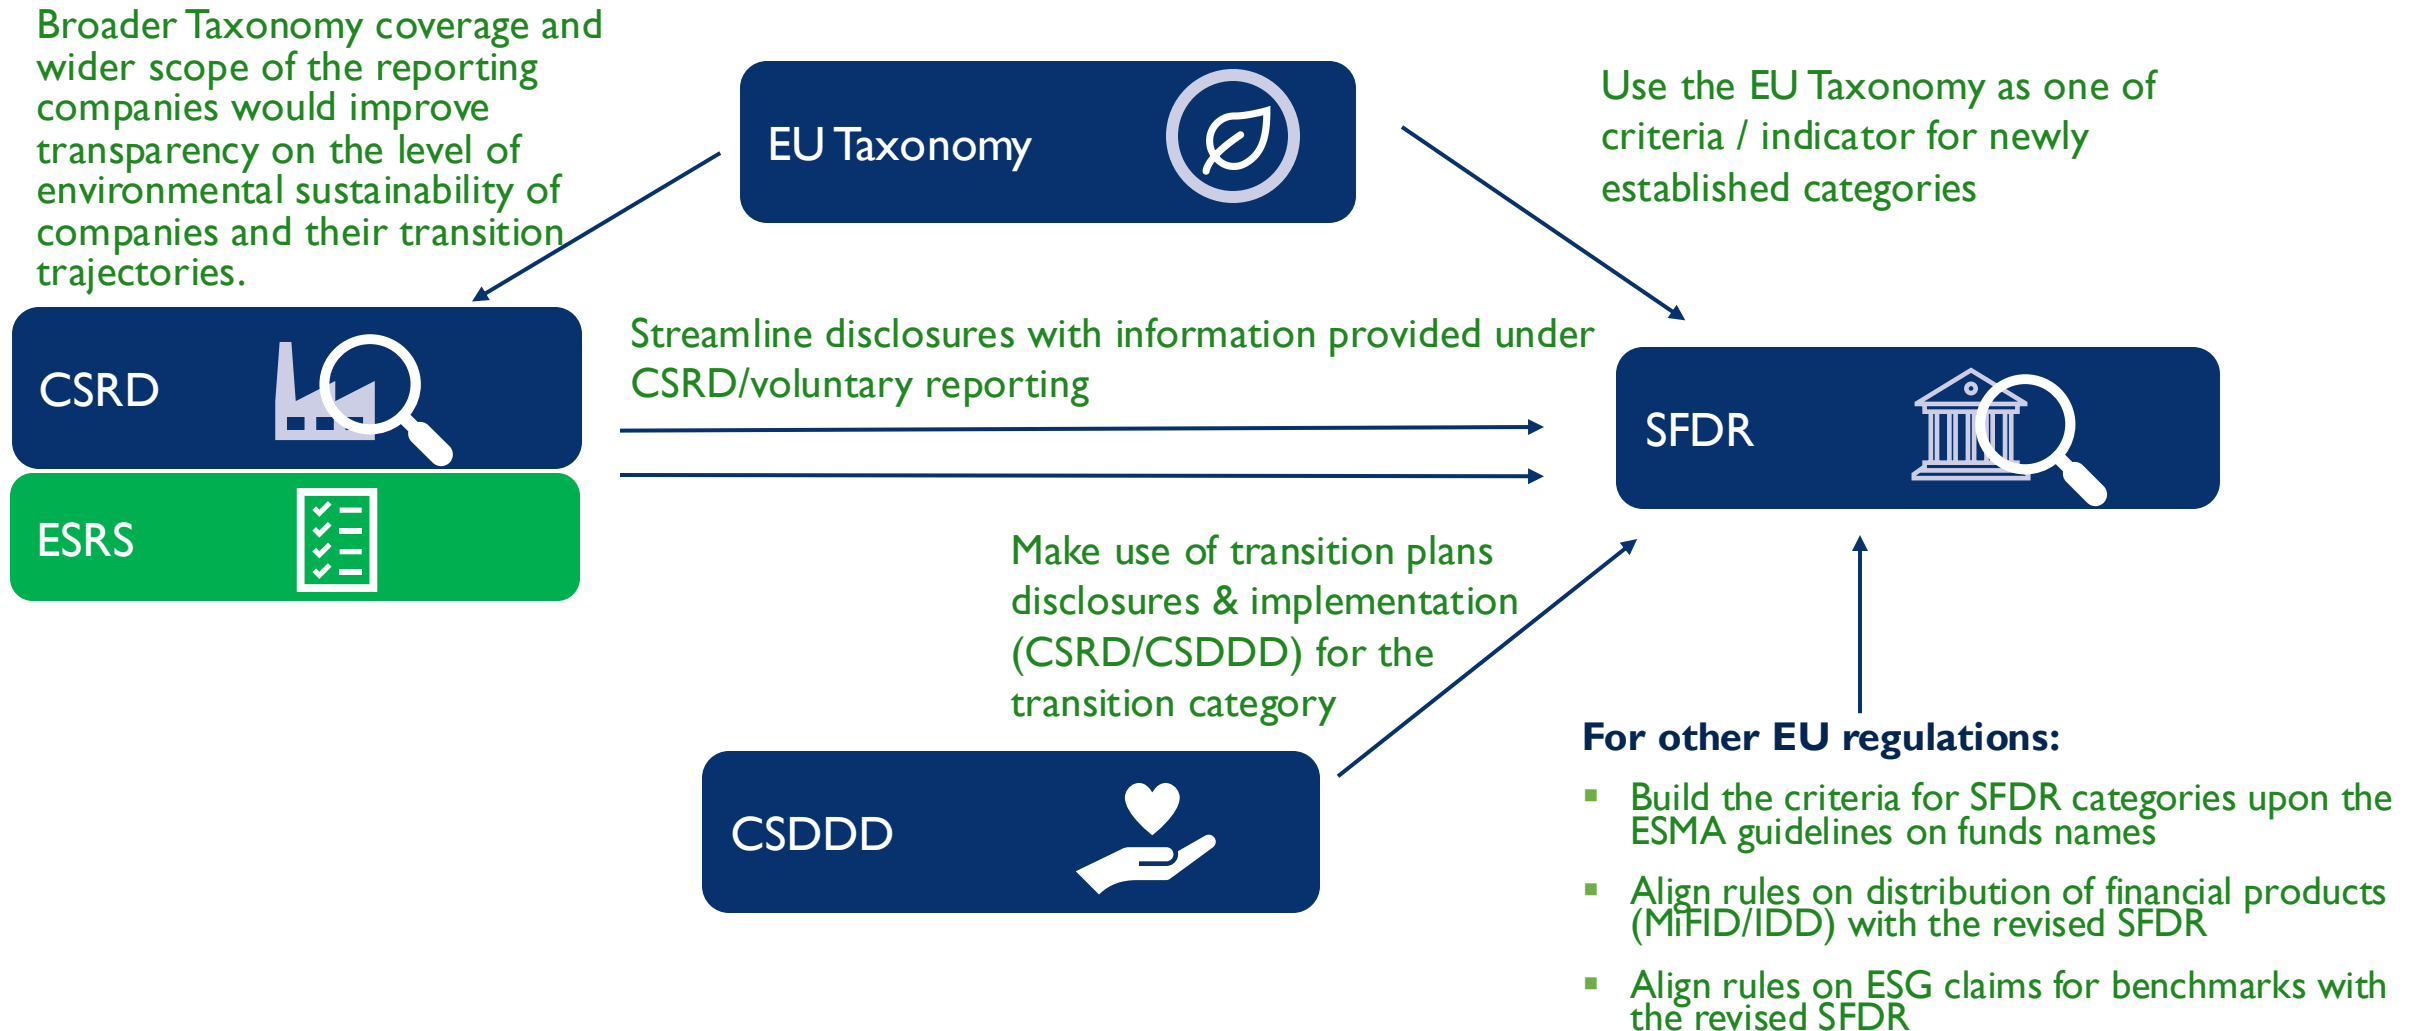 Broader Taxonomy coverage and
wider scope of the reporting
companies would improve
transparency on the level of
environmental sustainability of
companies and their transition
trajectories.
EU Taxonomy
Use the EU Taxonomy as one of
criteria / indicator for newly
established categories
CSRD
Streamline disclosures with information provided under
CSRD/voluntary reporting
SFDR
ESRS
Make use of transition plans
disclosures & implementation
(CSRD/CSDDD) for the
transition category
CSDDD
For other EU regulations:
▪ Build the criteria for SFDR categories upon the
ESMA guidelines on funds names
▪ Align rules on distribution of financial products
(MiFID/IDD) with the revised SFDR
▪ Align rules on ESG claims for benchmarks with
the revised SFDR